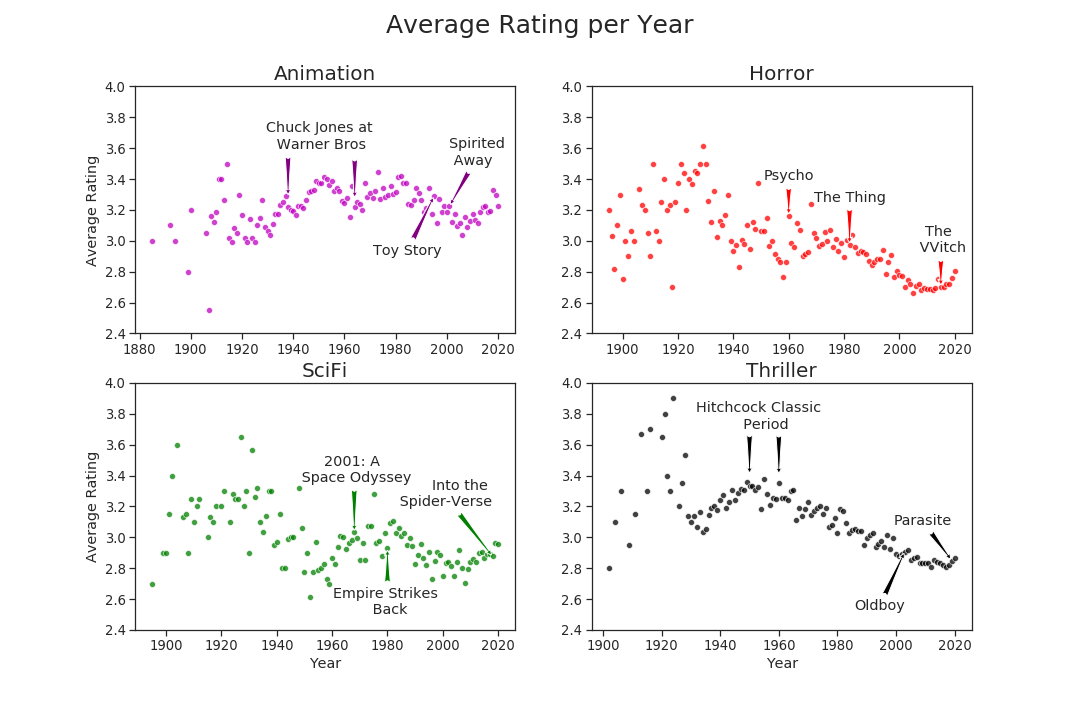 Average Rating per Year
Animation
Average Rating
4.0
3.8
3.6
3.4
3.2
3.0
2.8
2.6
2.4
Chuck Jones at
Warner Bros
Spirited
Away
Toy Story
1880 1900 1920 1940 1960 1980 2000 2020
Horror
4.0
3.8
3.6
3.4
3.2
3.0
2.8
2.6
2.4
Psycho
The Thing
The
VVitch
1900 1920 1940 1960 1980 2000 2020
SciFi
Average Rating
4.0
3.8
3.6
3.4
3.2
3.0
2.8
2.6
2.4
2001: A
Space Odyssey
Into the
Spider-Verse
Empire Strikes
Back
1900 1920 1940 1960 1980 2000 2020
Year
Thriller
4.0
3.8
3.6
3.4
3.2
3.0
2.8
2.6
2.4
Hitchcock Classic
Period
Parasite
Oldboy
1900 1920 1940 1960 1980 2000 2020
Year